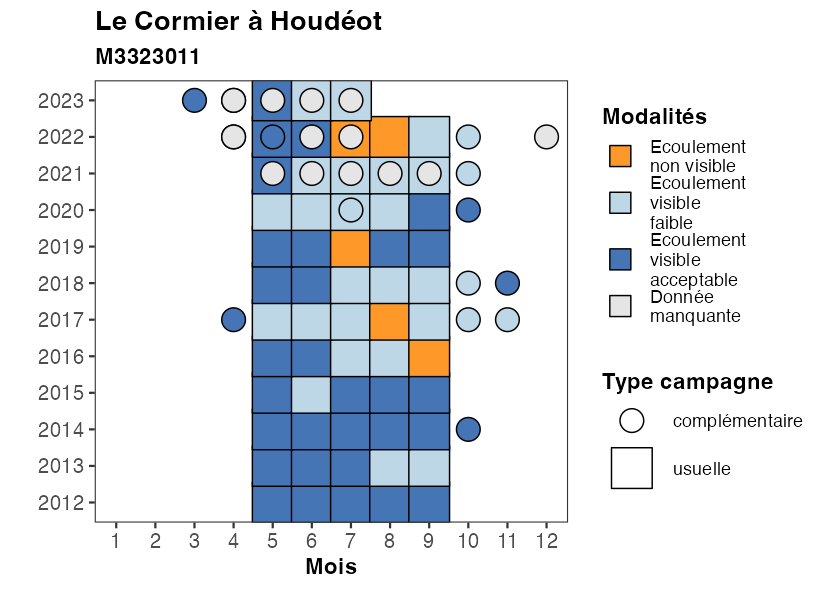 Le Cormier à Houdéot
M3323011
2023
2022
2021
2020
2019
2018
2017
2016
2015
2014
2013
2012
1 2 3 4 5 6 7 8 9 10 11 12
Mois
Modalités
Ecoulement
non visible
Ecoulement
visible
faible
Ecoulement
visible
acceptable
Donnée
manquante
Type campagne
complémentaire
usuelle